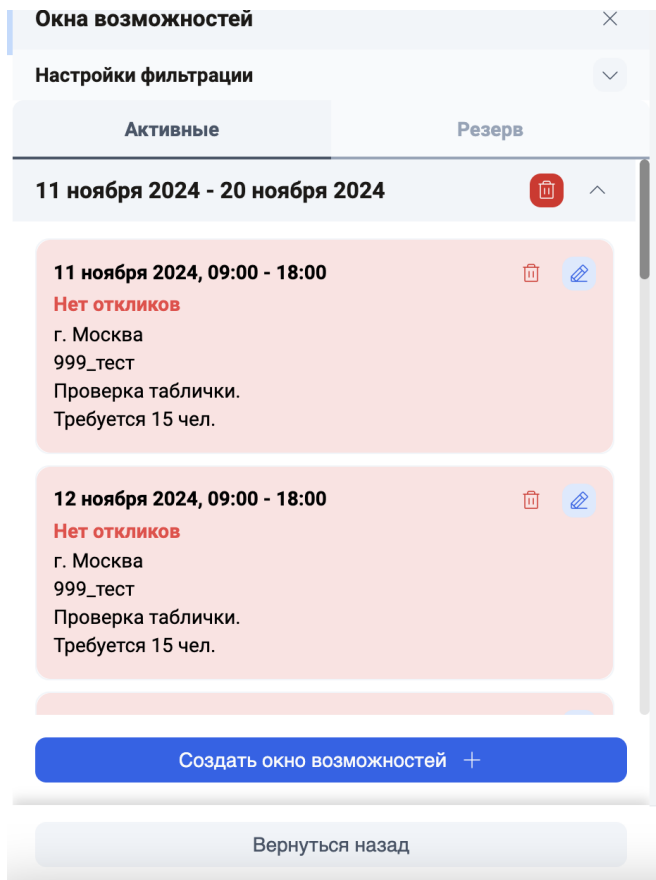 Окна возможностей
Настройки фильтрации
Активные
Резерв
11 ноября 2024 - 20 ноября 2024
11 ноября 2024, 09:00 - 18:00
Нет откликов
г. Москва
999_тест
Проверка таблички.
Требуется 15 чел.
12 ноября 2024, 09:00 - 18:00
Нет откликов
г. Москва
999_тест
Проверка таблички.
Требуется 15 чел.
Создать окно возможностей +
Вернуться назад